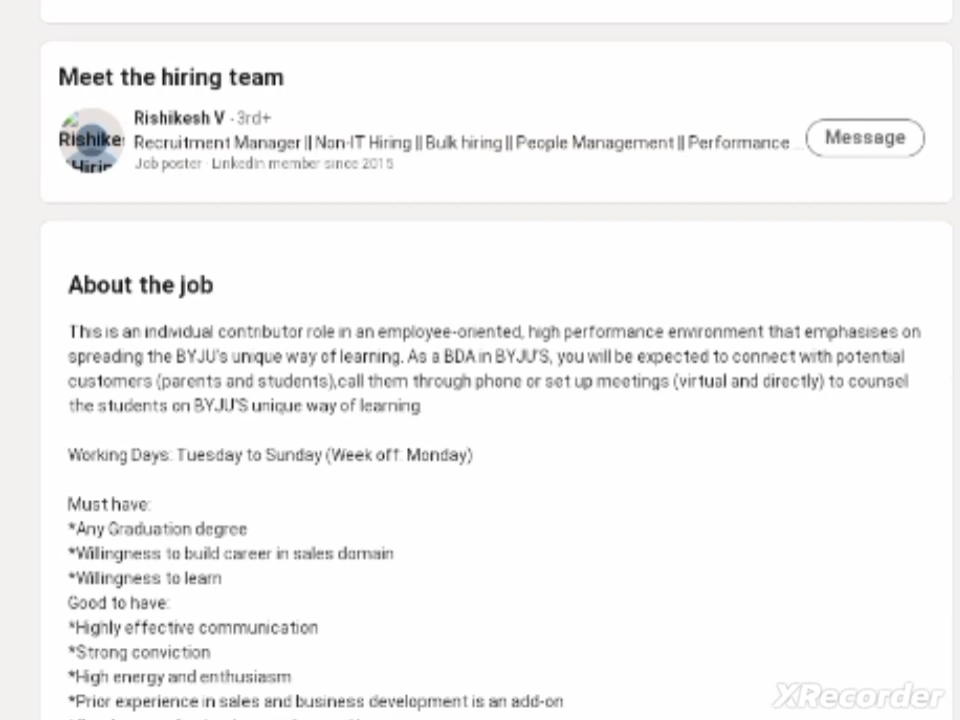 Meet the hiring team
Rishike
Hirin
Rishikesh V · 3rd+
Recruitment Manager || Non-IT Hiring || Bulk hiring || People Management || Performance ...
Message
Job poster · LinkedIn member since 2015
About the job
This is an individual contributor role in an employee-oriented, high performance environment that emphasises on
spreading the BYJU's unique way of learning. As a BDA in BYJU'S, you will be expected to connect with potential
customers (parents and students),call them through phone or set up meetings (virtual and directly) to counsel
the students on BYJU'S unique way of learning
Working Days: Tuesday to Sunday (Week off: Monday)
Must have:
*Any Graduation degree
*Willingness to build career in sales domain
*Willingness to learn
Good to have:
*Highly effective communication
*Strong conviction
*High energy and enthusiasm
*Prior experience in sales and business development is an add-on
XRecorder